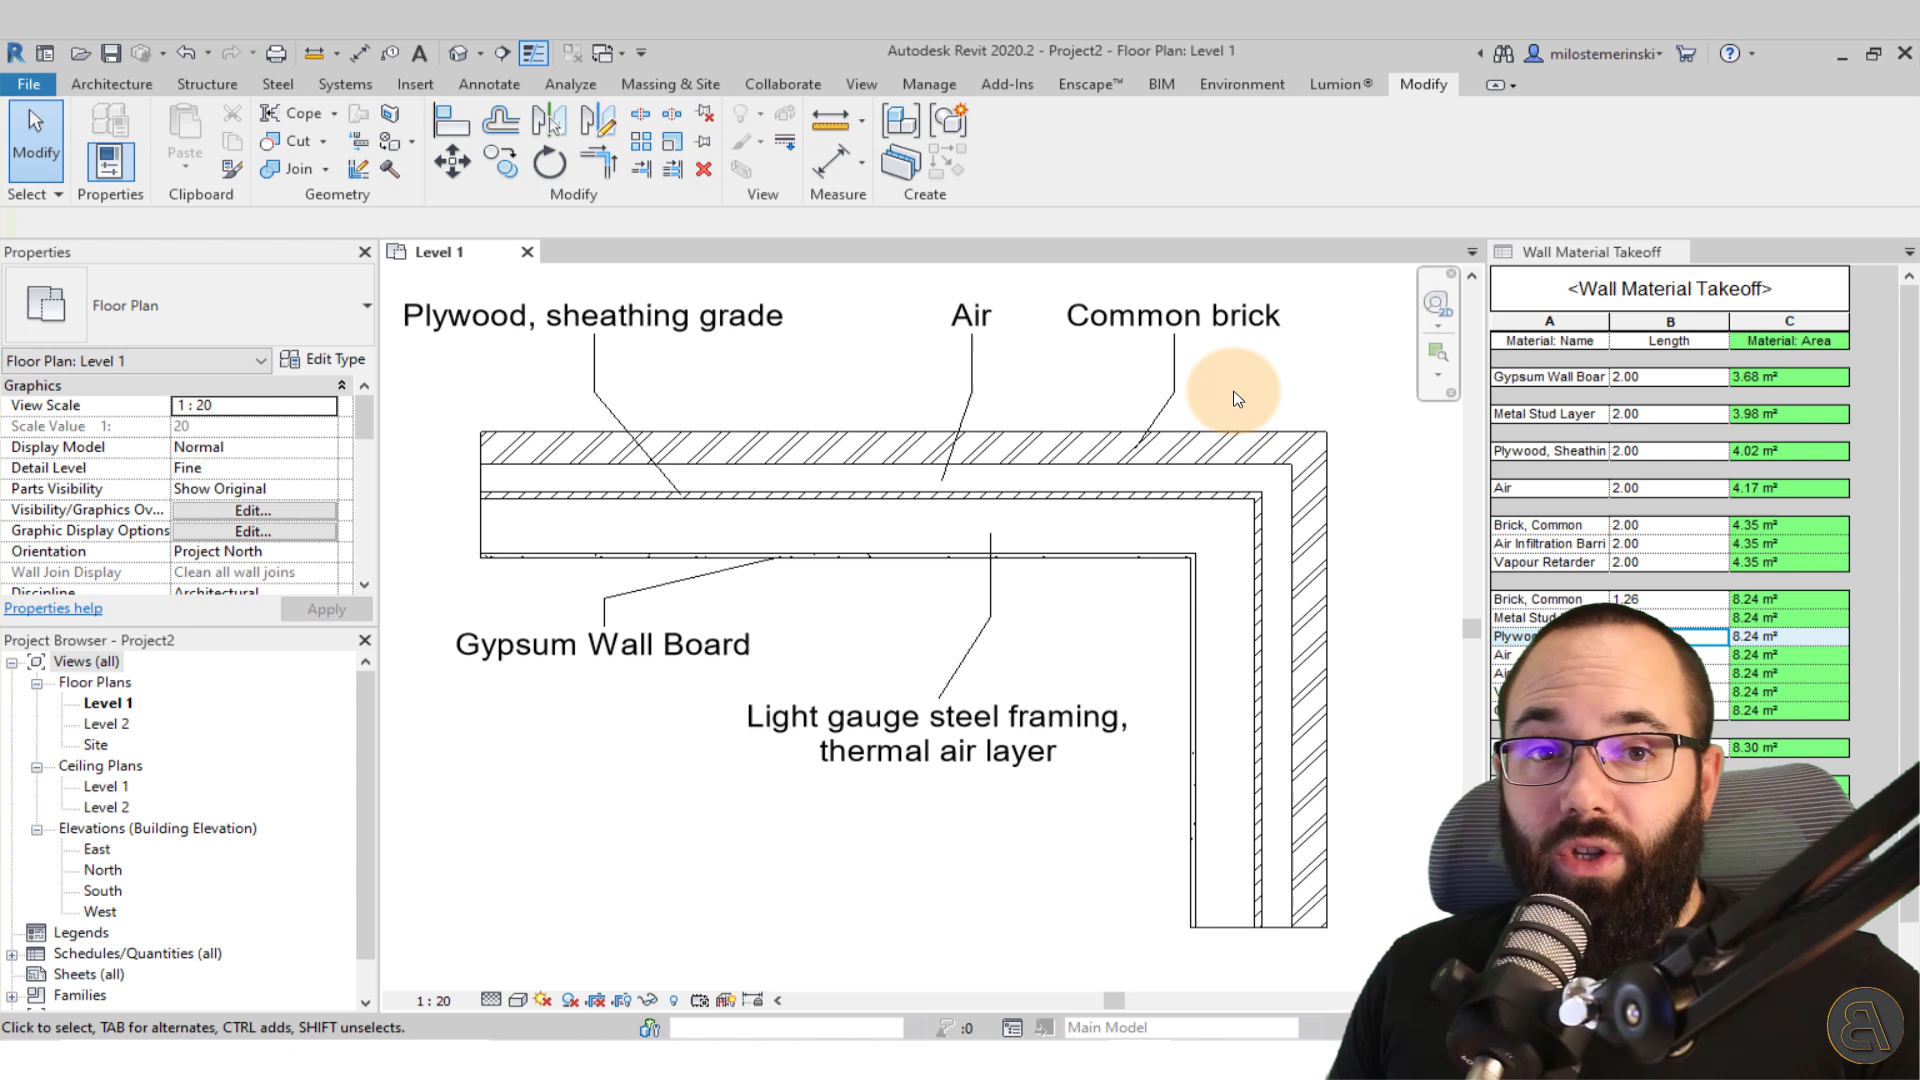 Autodesk Revit 2020.2 - Project2 - Floor Plan: Level 1
milostemerinski
File Architecture Structure Steel Systems Insert Annotate Analyze Massing & Site Collaborate View Manage Add-Ins Enscape™ BIM Environment Lumion® Modify
Modify
Paste
Cope
Cut
Join
Select Properties Clipboard Geometry Modify View Measure Create
Properties
Floor Plan
Floor Plan: Level 1
Edit Type
Graphics
View Scale 1 : 20
Scale Value 1: 20
Display Model Normal
Detail Level Fine
Parts Visibility Show Original
Visibility/Graphics Ov... Edit...
Graphic Display Options Edit...
Orientation Project North
Wall Join Display Clean all wall joins
Discipline Architectural
Properties help
Apply
Project Browser - Project2
Views (all)
Floor Plans
Level 1
Level 2
Site
Ceiling Plans
Level 1
Level 2
Elevations (Building Elevation)
East
North
South
West
Legends
Schedules/Quantities (all)
Sheets (all)
Families
Level 1
Plywood, sheathing grade
Air
Common brick
Gypsum Wall Board
Light gauge steel framing,
thermal air layer
2D
1 : 20
Wall Material Takeoff
<Wall Material Takeoff>
A B C
Material: Name Length Material: Area
Gypsum Wall Boar 2.00 3.68 m²
Metal Stud Layer 2.00 3.98 m²
Plywood, Sheathin 2.00 4.02 m²
Air 2.00 4.17 m²
Brick, Common 2.00 4.35 m²
Air Infiltration Barri 2.00 4.35 m²
Vapour Retarder 2.00 4.35 m²
Brick, Common 1.26 8.24 m²
Metal Stud 8.24 m²
Plywo 8.24 m²
Air 8.24 m²
Air 8.24 m²
8.24 m²
8.24 m²
8.30 m²
Click to select, TAB for alternates, CTRL adds, SHIFT unselects.
:0
Main Model